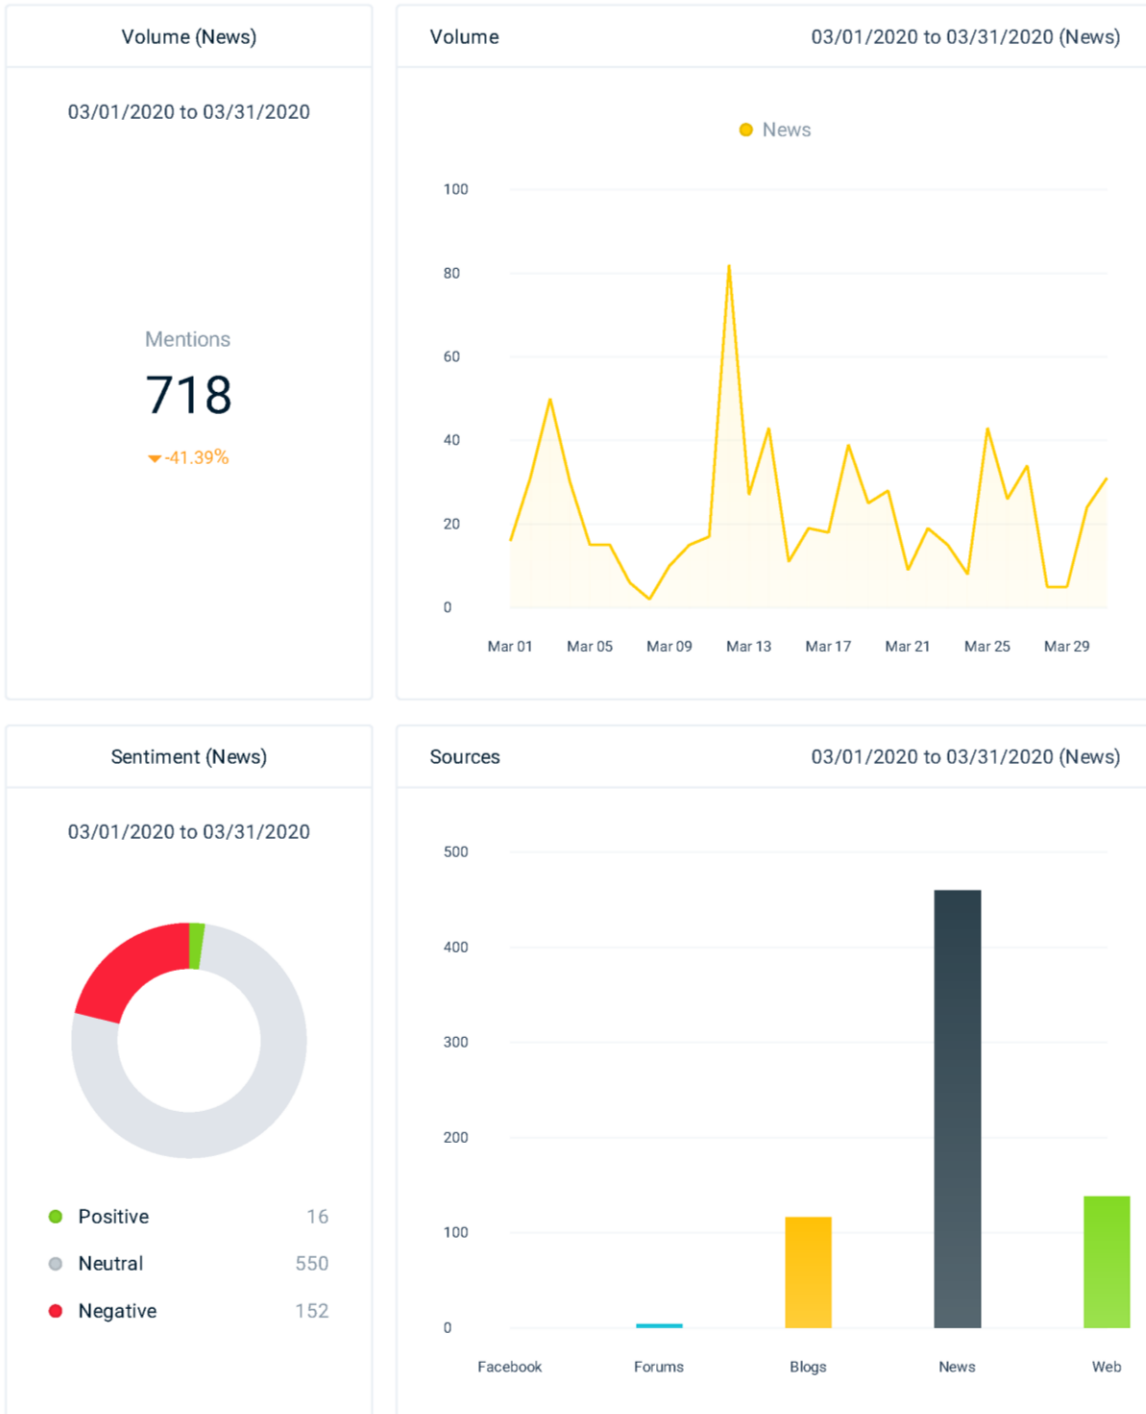 Volume (News)
03/01/2020 to 03/31/2020
Mentions
718
-41.39%
Volume
03/01/2020 to 03/31/2020 (News)
News
100
80
60
40
20
0
Mar 01 Mar 05 Mar 09 Mar 13 Mar 17 Mar 21 Mar 25 Mar 29
Sentiment (News)
03/01/2020 to 03/31/2020
Positive 16
Neutral 550
Negative 152
Sources
03/01/2020 to 03/31/2020 (News)
500
400
300
200
100
0
Facebook Forums Blogs News Web